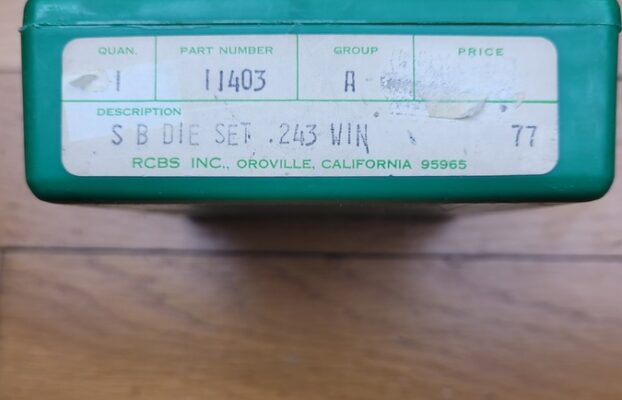 QUAN. PART NUMBER GROUP PRICE
1 11403 A
DESCRIPTION
S B DIE SET .243 WIN 77
RCBS INC., OROVILLE, CALIFORNIA 95965